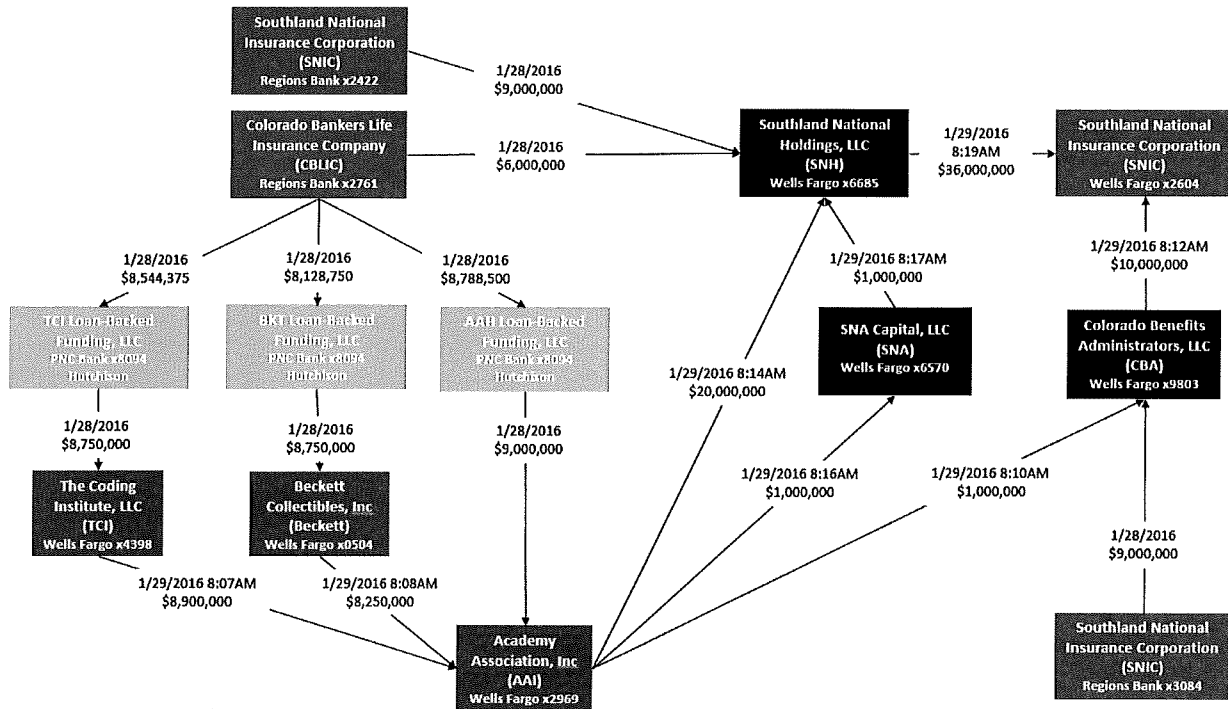 Southland National
Insurance Corporation
(SNIC)
Regions Bank x2422
1/28/2016
$9,000,000
Colorado Bankers Life
Insurance Company
(CBLIC)
Regions Bank x2761
1/28/2016
$6,000,000
Southland National
Holdings, LLC
(SNH)
Wells Fargo x6685
1/29/2016
8:19AM
$36,000,000
Southland National
Insurance Corporation
(SNIC)
Wells Fargo x2604
1/28/2016
$8,544,375
1/28/2016
$8,128,750
1/28/2016
$8,788,500
1/29/2016 8:17AM
$1,000,000
1/29/2016 8:12AM
$10,000,000
TCI Loan-Backed
Funding, LLC
PNC Bank x8094
Hutchison
BKT Loan-Backed
Funding, LLC
PNC Bank x8094
Hutchison
AAH Loan-Backed
Funding, LLC
PNC Bank x8094
Hutchison
SNA Capital, LLC
(SNA)
Wells Fargo x6570
Colorado Benefits
Administrators, LLC
(CBA)
Wells Fargo x9803
1/29/2016 8:14AM
$20,000,000
1/28/2016
$8,750,000
1/28/2016
$8,750,000
1/28/2016
$9,000,000
The Coding
Institute, LLC
(TCI)
Wells Fargo x4398
Beckett
Collectibles, Inc
(Beckett)
Wells Fargo x0504
1/29/2016 8:16AM
$1,000,000
1/29/2016 8:10AM
$1,000,000
1/28/2016
$9,000,000
1/29/2016 8:07AM
$8,900,000
1/29/2016 8:08AM
$8,250,000
Academy
Association, Inc
(AAI)
Wells Fargo x2969
Southland National
Insurance Corporation
(SNIC)
Regions Bank x3084